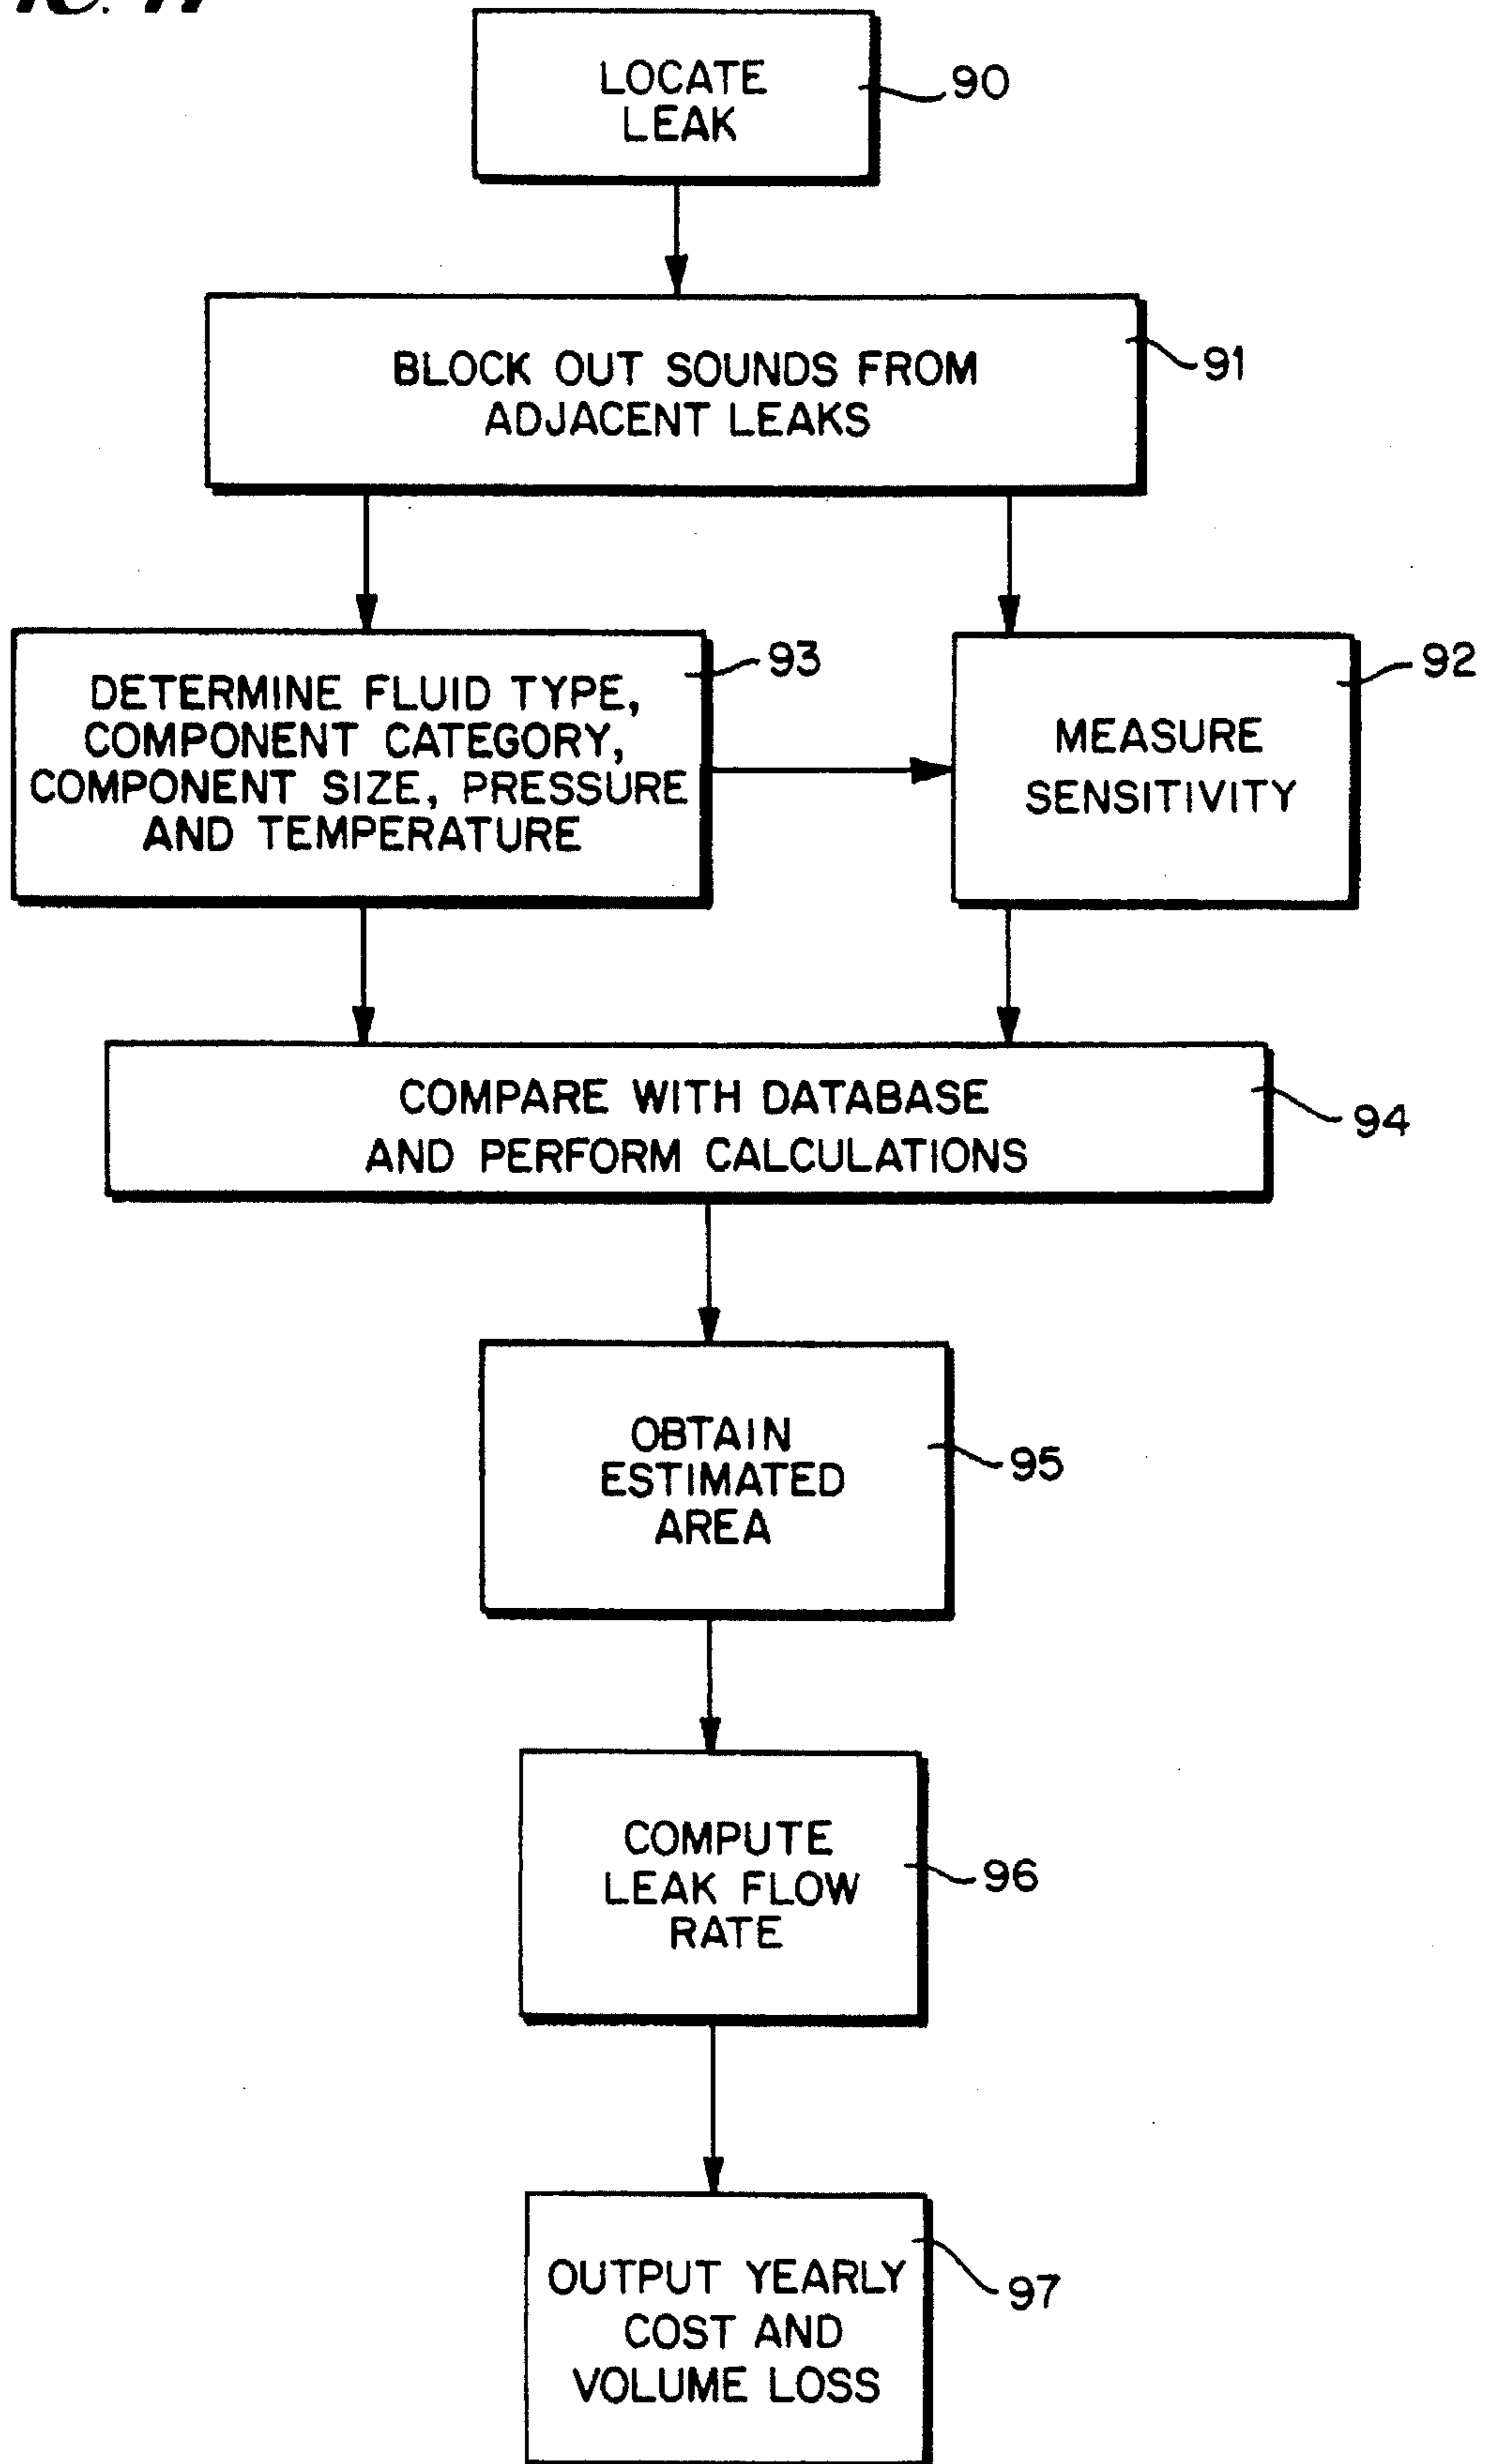 LOCATE
LEAK
90
BLOCK OUT SOUNDS FROM
ADJACENT LEAKS
91
DETERMINE FLUID TYPE,
COMPONENT CATEGORY,
COMPONENT SIZE, PRESSURE
AND TEMPERATURE
93
MEASURE
SENSITIVITY
92
COMPARE WITH DATABASE
AND PERFORM CALCULATIONS
94
OBTAIN
ESTIMATED
AREA
95
COMPUTE
LEAK FLOW
RATE
96
OUTPUT YEARLY
COST AND
VOLUME LOSS
97